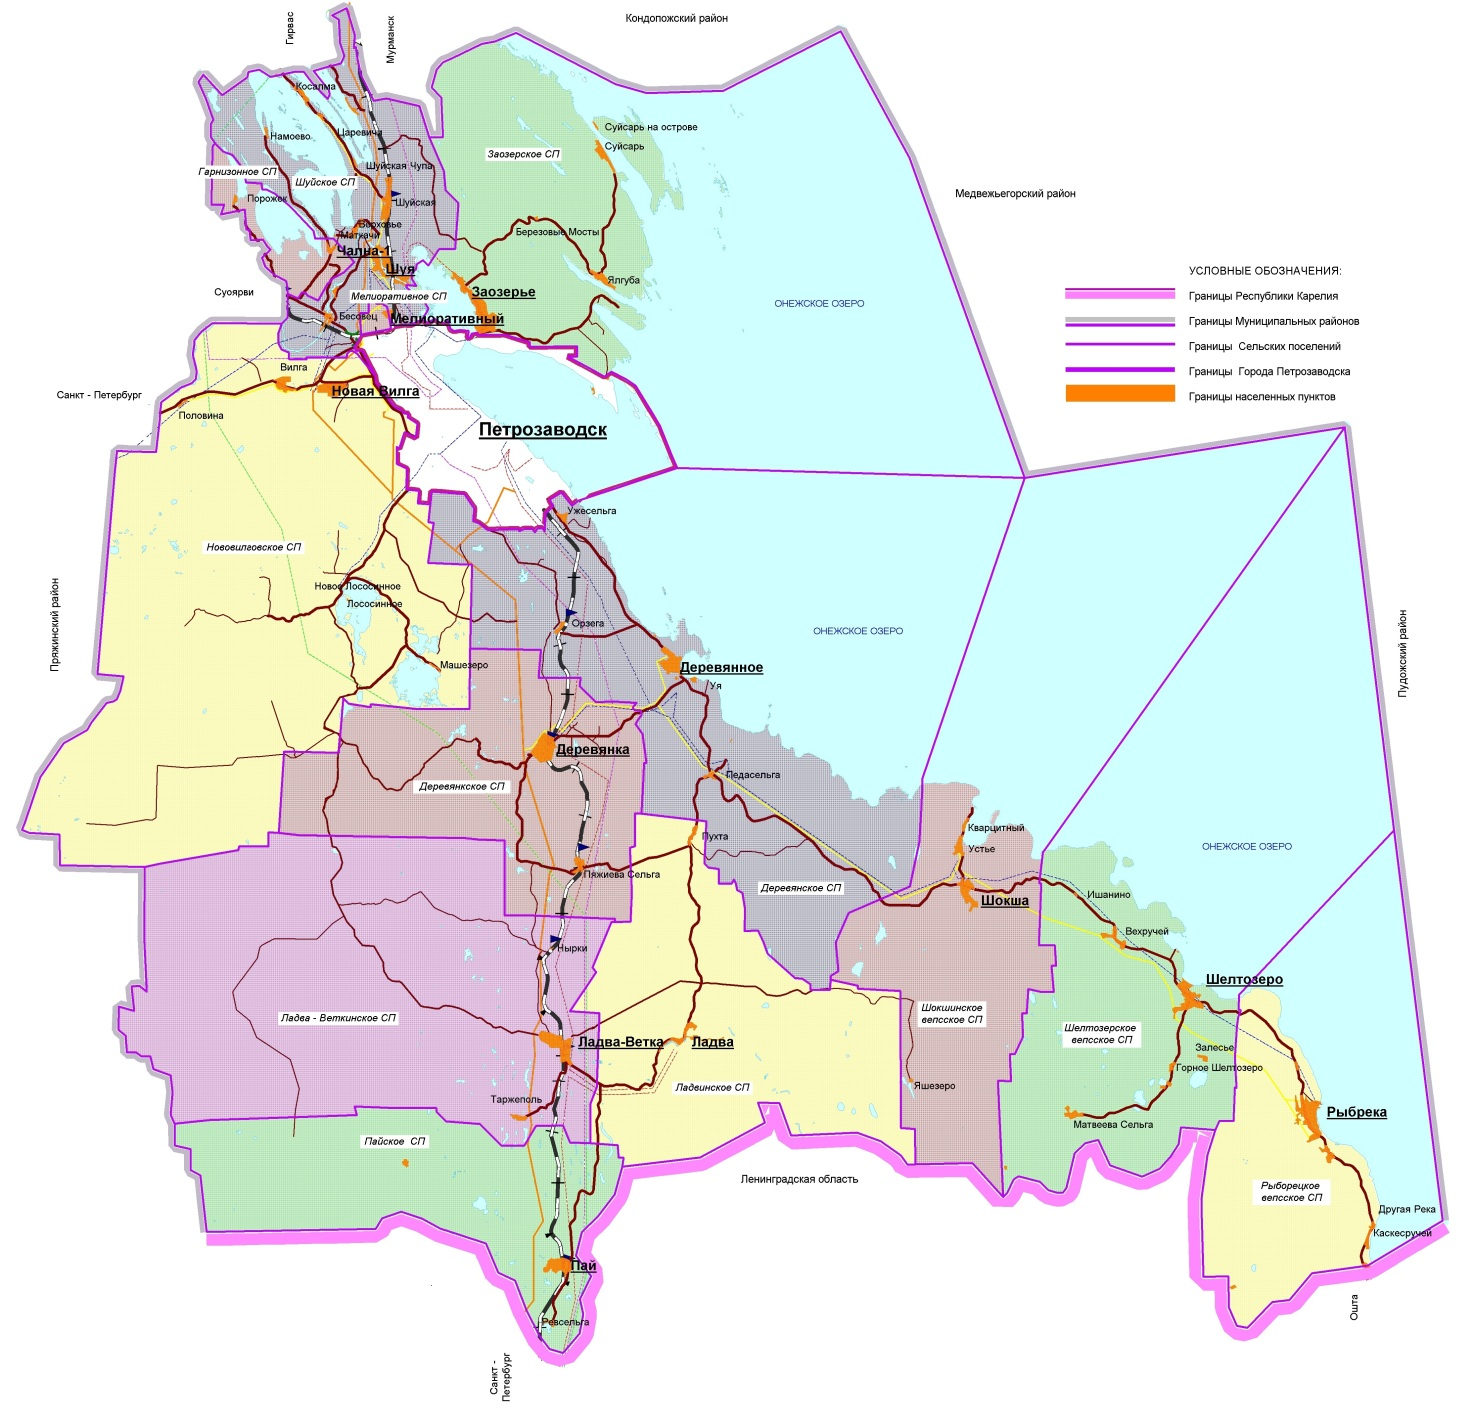 Кондопожский район
Гирвас
Мурманск
Косалма
Царевичи
Намоево
Шуйская Чупа
Гарнизонное СП
Шуйское СП
Порожек
Шуйская
Верховье
Маткачи
Чална-1
Шуя
Мелиоративное СП
Суоярви
Бесовец
Мелиоративный
Заозерское СП
Суйсарь на острове
Суйсарь
Березовые Мосты
Ялгуба
Заозерье
Медвежьегорский район
ОНЕЖСКОЕ ОЗЕРО
УСЛОВНЫЕ ОБОЗНАЧЕНИЯ:
Границы Республики Карелия
Границы Муниципальных районов
Границы Сельских поселений
Границы Города Петрозаводска
Границы населенных пунктов
Вилга
Новая Вилга
Санкт - Петербург
Половина
Петрозаводск
Ужесельга
Нововилговское СП
Новое Лососинное
Лососинное
Машезеро
Пряжинский район
Орзега
ОНЕЖСКОЕ ОЗЕРО
Пудожский район
Деревянное
Уя
Деревянка
Деревянкское СП
Педасельга
Пухта
Пяжиева Сельга
Деревянское СП
Кварцитный
Устье
Шокша
ОНЕЖСКОЕ ОЗЕРО
Ишанино
Вехручей
Нырки
Шелтозеро
Ладва - Веткинское СП
Шокшинское
вепсское СП
Шелтозерское
вепсское СП
Ладва-Ветка
Ладва
Залесье
Горное Шелтозеро
Ладвинское СП
Яшезеро
Таржеполь
Матвеева Сельга
Рыбрека
Пайское СП
Ленинградская область
Рыборецкое
вепсское СП
Другая Река
Каскесручей
Пай
Ревсельга
Ошта
Санкт -
Петербург